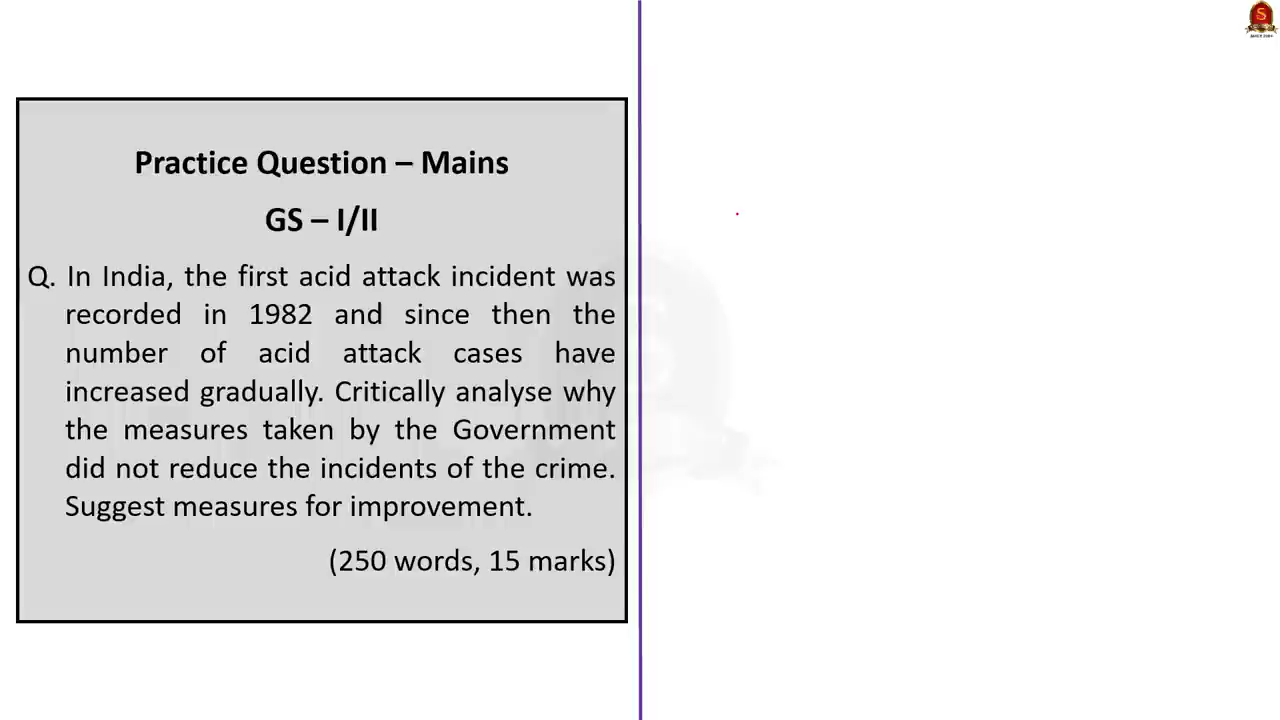 Practice Question – Mains
GS – I/II
Q. In India, the first acid attack incident was
recorded in 1982 and since then the
number of acid attack cases have
increased gradually. Critically analyse why
the measures taken by the Government
did not reduce the incidents of the crime.
Suggest measures for improvement.
(250 words, 15 marks)
S